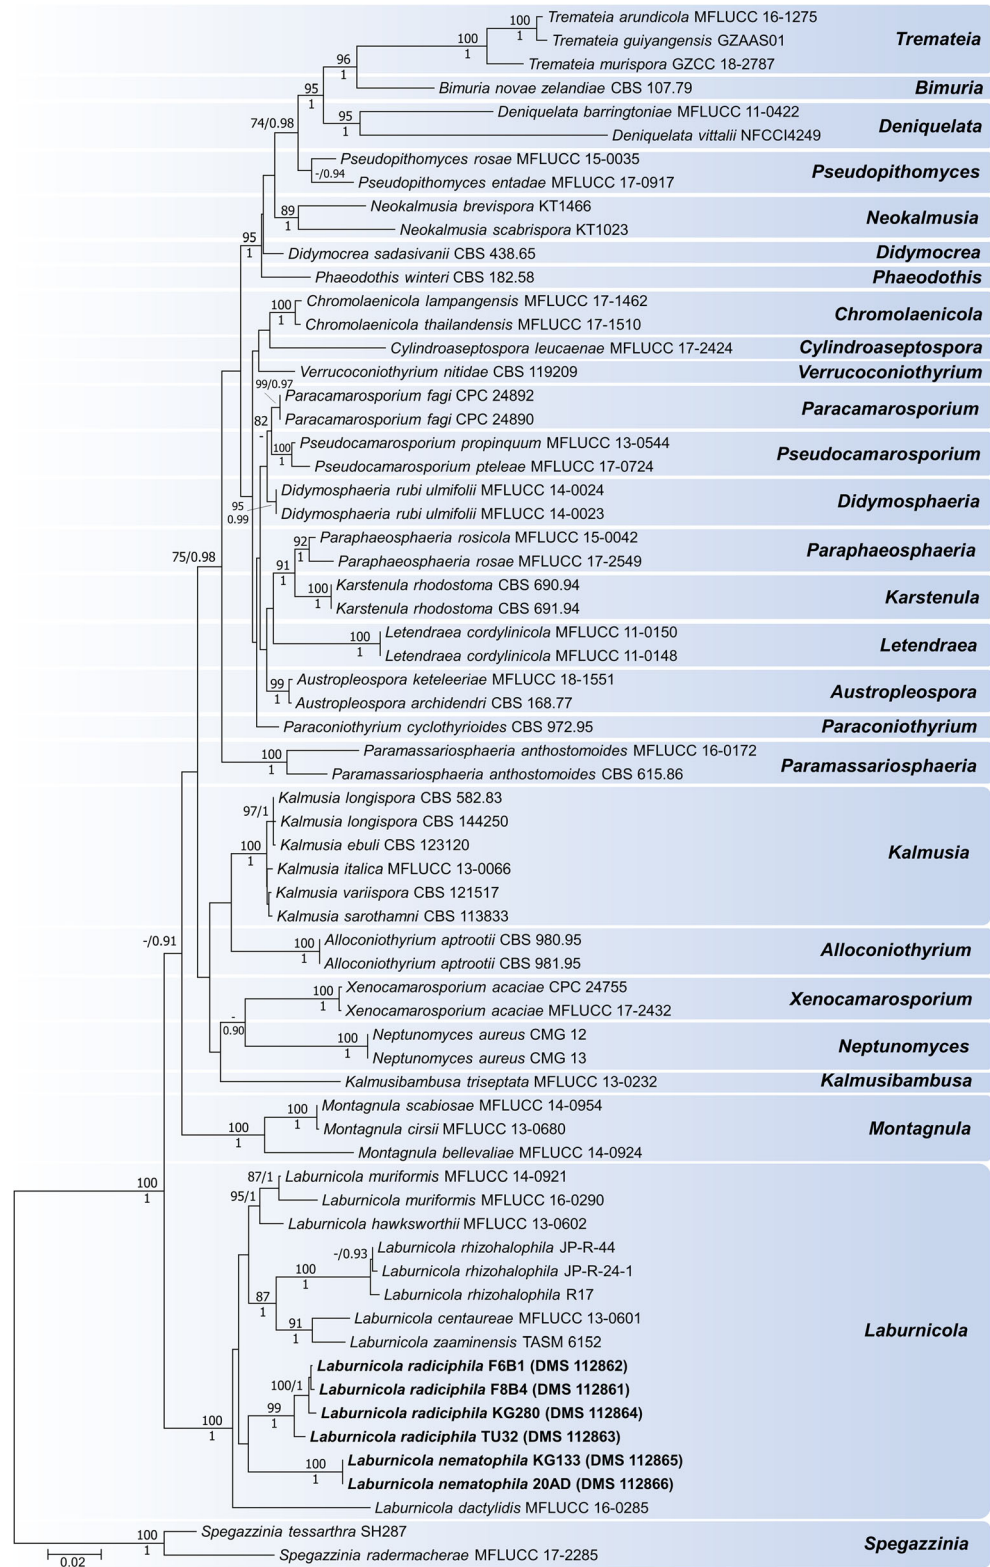 Tremateia arundicola MFLUCC 16-1275
Tremateia guiyangensis GZAAS01
Tremateia murispora GZCC 18-2787
Tremateia
100
1
100
1
96
1
Bimuria novae zelandiae CBS 107.79
Bimuria
95
1
Deniquelata barringtoniae MFLUCC 11-0422
Deniquelata vittalii NFCCI4249
Deniquelata
95
1
74/0.98
Pseudopithomyces rosae MFLUCC 15-0035
Pseudopithomyces entadae MFLUCC 17-0917
Pseudopithomyces
-/0.94
Neokalmusia brevispora KT1466
Neokalmusia scabrispora KT1023
Neokalmusia
89
1
95
1
Didymocrea sadasivanii CBS 438.65
Didymocrea
Phaeodothis winteri CBS 182.58
Phaeodothis
Chromolaenicola lampangensis MFLUCC 17-1462
Chromolaenicola thailandensis MFLUCC 17-1510
Chromolaenicola
100
1
Cylindroaseptospora leucaenae MFLUCC 17-2424
Cylindroaseptospora
Verrucoconiothyrium nitidae CBS 119209
Verrucoconiothyrium
99/0.97
Paracamarosporium fagi CPC 24892
Paracamarosporium fagi CPC 24890
Paracamarosporium
82
-
Pseudocamarosporium propinquum MFLUCC 13-0544
Pseudocamarosporium pteleae MFLUCC 17-0724
Pseudocamarosporium
100
1
Didymosphaeria rubi ulmifolii MFLUCC 14-0024
Didymosphaeria rubi ulmifolii MFLUCC 14-0023
Didymosphaeria
95
0.99
Paraphaeosphaeria rosicola MFLUCC 15-0042
Paraphaeosphaeria rosae MFLUCC 17-2549
Paraphaeosphaeria
92
1
75/0.98
91
1
Karstenula rhodostoma CBS 690.94
Karstenula rhodostoma CBS 691.94
Karstenula
100
1
Letendraea cordylinicola MFLUCC 11-0150
Letendraea cordylinicola MFLUCC 11-0148
Letendraea
100
1
Austropleospora keteleeriae MFLUCC 18-1551
Austropleospora archidendri CBS 168.77
Austropleospora
99
1
Paraconiothyrium cyclothyrioides CBS 972.95
Paraconiothyrium
Paramassariosphaeria anthostomoides MFLUCC 16-0172
Paramassariosphaeria anthostomoides CBS 615.86
Paramassariosphaeria
100
1
Kalmusia longispora CBS 582.83
Kalmusia longispora CBS 144250
Kalmusia ebuli CBS 123120
Kalmusia italica MFLUCC 13-0066
Kalmusia variispora CBS 121517
Kalmusia sarothamni CBS 113833
Kalmusia
97/1
100
1
Alloconiothyrium aptrootii CBS 980.95
Alloconiothyrium aptrootii CBS 981.95
Alloconiothyrium
100
1
-/0.91
Xenocamarosporium acaciae CPC 24755
Xenocamarosporium acaciae MFLUCC 17-2432
Xenocamarosporium
100
1
-
0.90
Neptunomyces aureus CMG 12
Neptunomyces aureus CMG 13
Neptunomyces
100
1
Kalmusibambusa triseptata MFLUCC 13-0232
Kalmusibambusa
Montagnula scabiosae MFLUCC 14-0954
Montagnula cirsii MFLUCC 13-0680
Montagnula bellevaliae MFLUCC 14-0924
Montagnula
100
1
100
1
100
1
Laburnicola muriformis MFLUCC 14-0921
Laburnicola muriformis MFLUCC 16-0290
Laburnicola hawksworthii MFLUCC 13-0602
87/1
95/1
Laburnicola rhizohalophila JP-R-44
Laburnicola rhizohalophila JP-R-24-1
Laburnicola rhizohalophila R17
-/0.93
100
1
87
1
Laburnicola centaureae MFLUCC 13-0601
Laburnicola zaaminensis TASM 6152
91
1
Laburnicola
Laburnicola radiciphila F6B1 (DMS 112862)
Laburnicola radiciphila F8B4 (DMS 112861)
Laburnicola radiciphila KG280 (DMS 112864)
Laburnicola radiciphila TU32 (DMS 112863)
100/1
99
1
100
1
Laburnicola nematophila KG133 (DMS 112865)
Laburnicola nematophila 20AD (DMS 112866)
100
1
Laburnicola dactylidis MFLUCC 16-0285
Spegazzinia tessarthra SH287
Spegazzinia radermacherae MFLUCC 17-2285
Spegazzinia
100
1
0.02